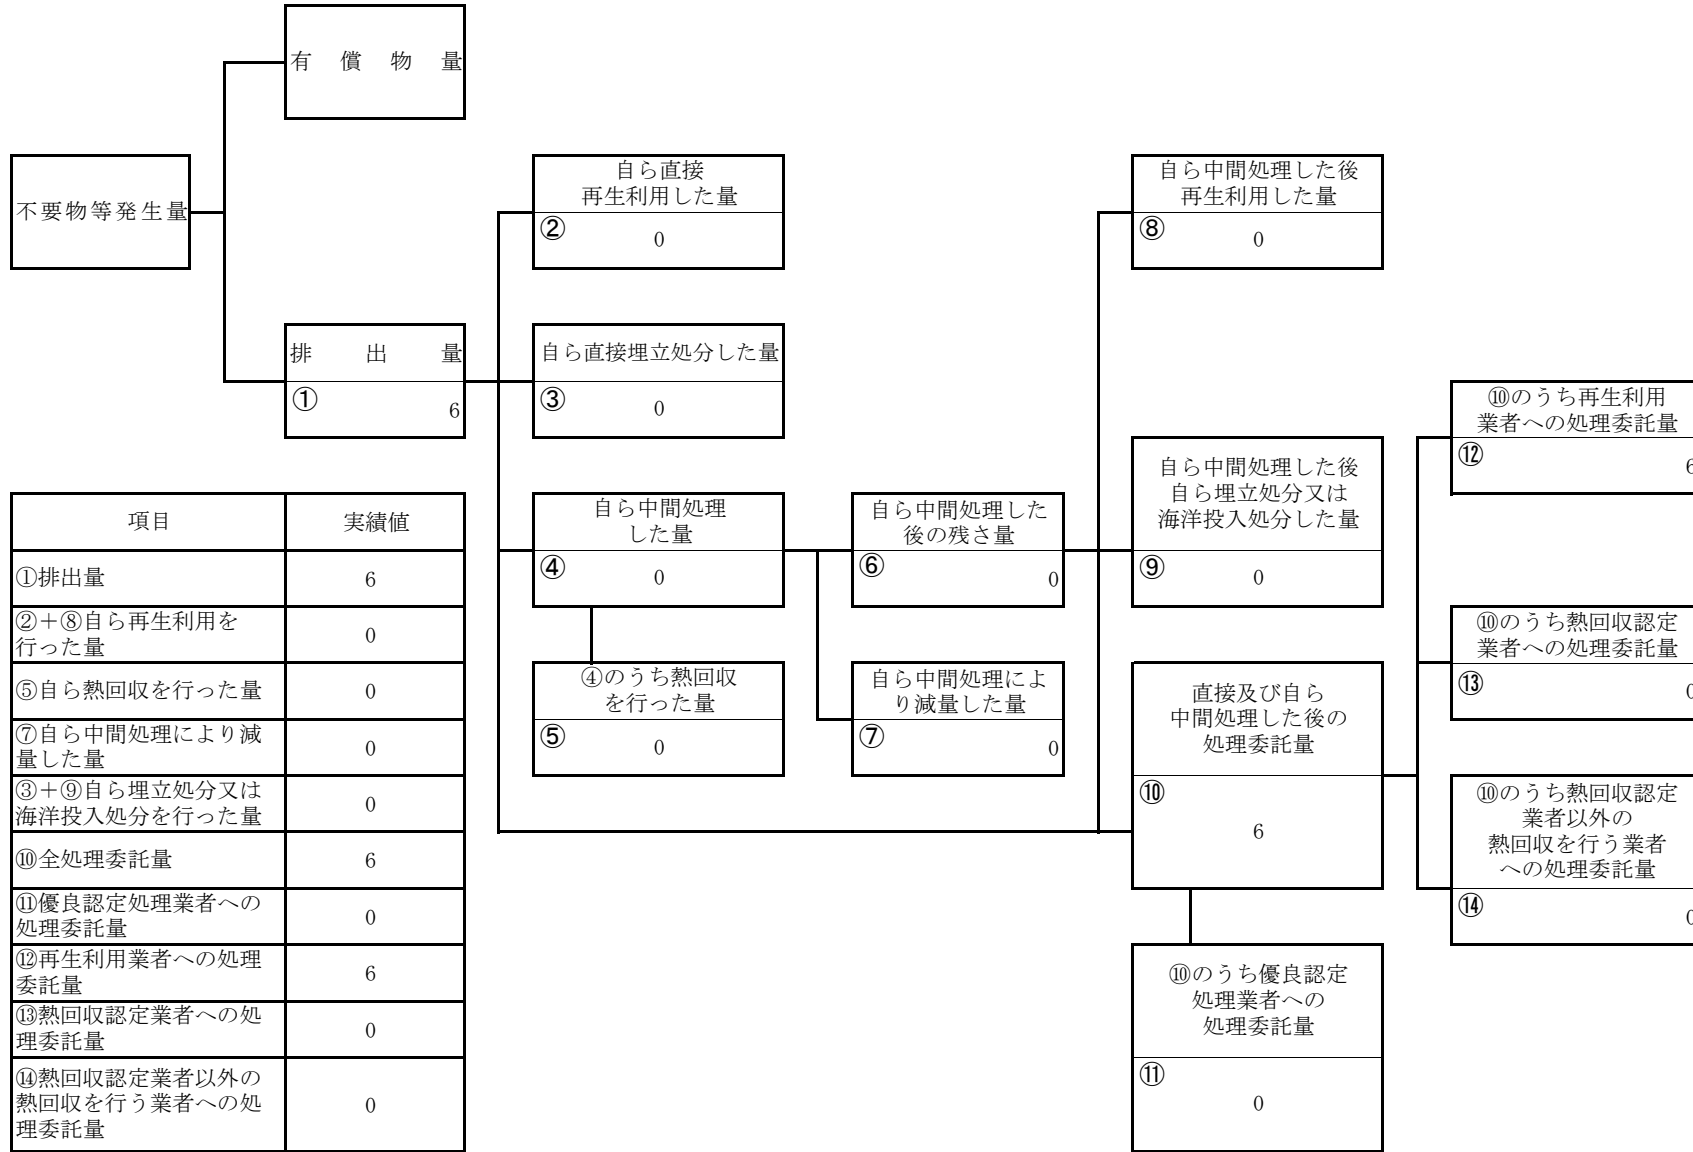 有償物量
不要物等発生量
排出量
①
6
自ら直接
再生利用した量
②
0
自ら直接埋立処分した量
③
0
自ら中間処理
した量
④
0
④のうち熱回収
を行った量
⑤
0
自ら中間処理した
後の残さ量
⑥
0
自ら中間処理によ
り減量した量
⑦
0
自ら中間処理した後
再生利用した量
⑧
0
自ら中間処理した後
自ら埋立処分又は
海洋投入処分した量
⑨
0
直接及び自ら
中間処理した後の
処理委託量
⑩
6
⑩のうち優良認定
処理業者への
処理委託量
⑪
0
⑩のうち再生利用
業者への処理委託量
⑫
6
⑩のうち熱回収認定
業者への処理委託量
⑬
0
⑩のうち熱回収認定
業者以外の
熱回収を行う業者
への処理委託量
⑭
0
項目 実績値
①排出量 6
②＋⑧自ら再生利用を
行った量 0
⑤自ら熱回収を行った量 0
⑦自ら中間処理により減
量した量 0
③＋⑨自ら埋立処分又は
海洋投入処分を行った量 0
⑩全処理委託量 6
⑪優良認定処理業者への
処理委託量 0
⑫再生利用業者への処理
委託量 6
⑬熱回収認定業者への処
理委託量 0
⑭熱回収認定業者以外の
熱回収を行う業者への処
理委託量 0